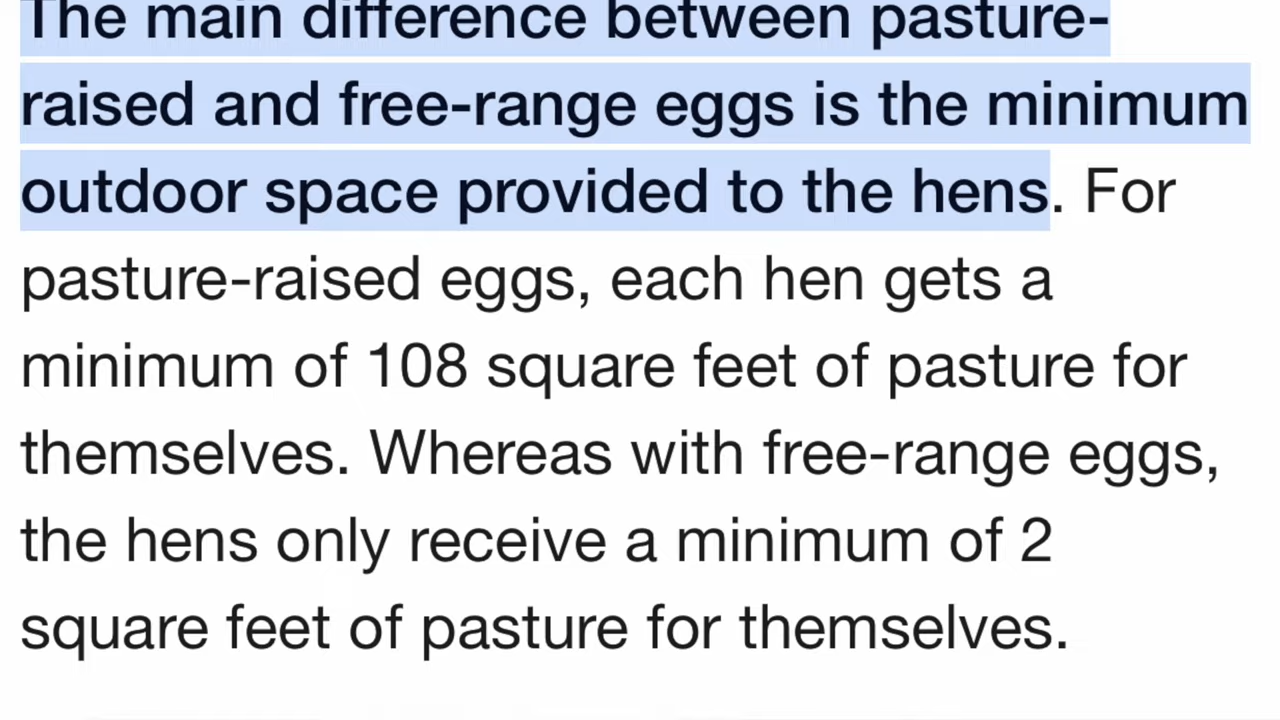 The main difference between pasture-
raised and free-range eggs is the minimum
outdoor space provided to the hens. For
pasture-raised eggs, each hen gets a
minimum of 108 square feet of pasture for
themselves. Whereas with free-range eggs,
the hens only receive a minimum of 2
square feet of pasture for themselves.